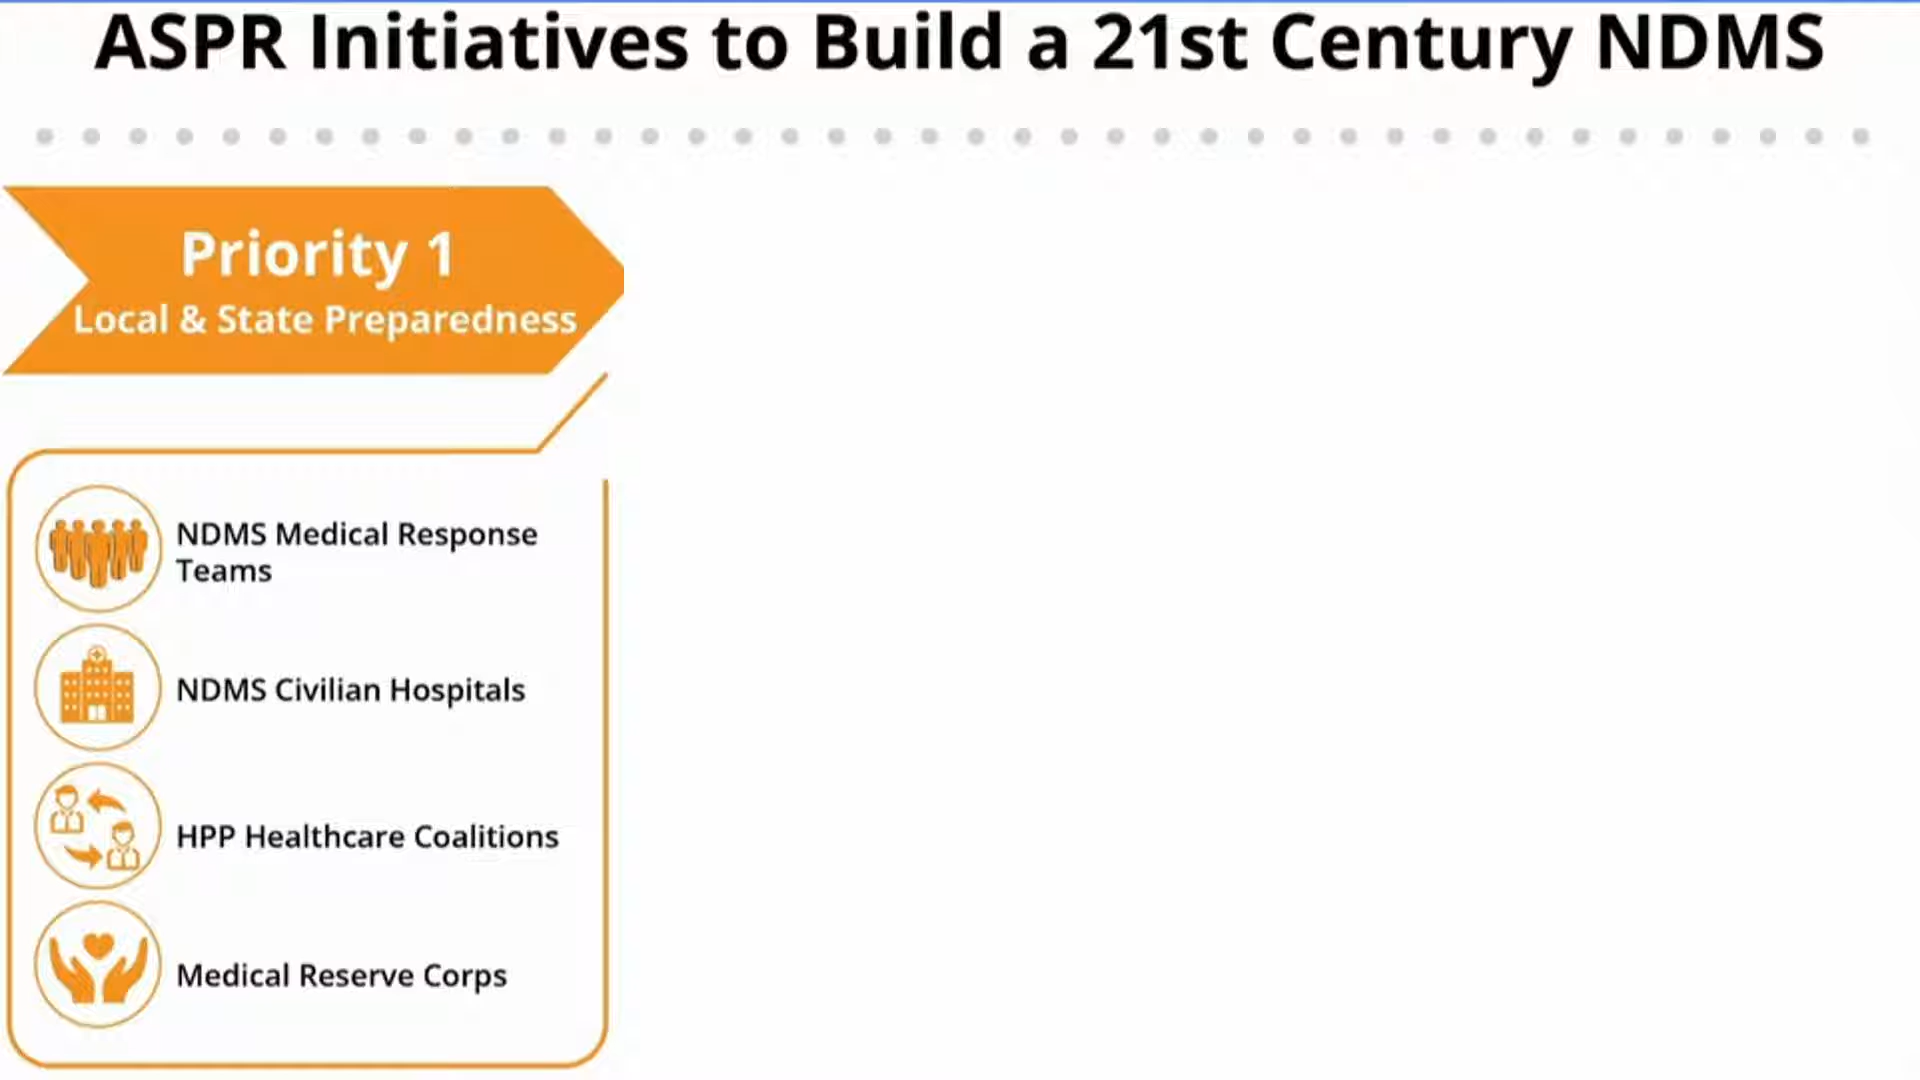 ASPR Initiatives to Build a 21st Century NDMS
Priority 1
Local & State Preparedness
NDMS Medical Response
Teams
NDMS Civilian Hospitals
HPP Healthcare Coalitions
Medical Reserve Corps